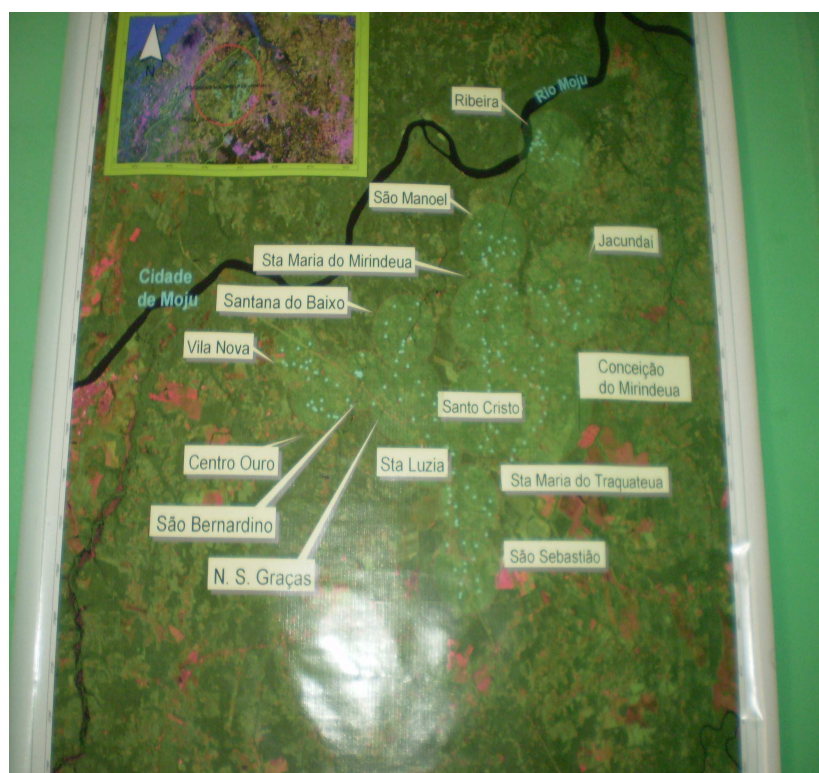 N
Rio Moju
Ribeira
São Manoel
Jacundai
Sta Maria do Mirindeua
Cidade
de Moju
Santana do Baixo
Vila Nova
Conceição
do Mirindeua
Santo Cristo
Centro Ouro
Sta Luzia
Sta Maria do Traquateua
São Bernardino
São Sebastião
N. S. Graças